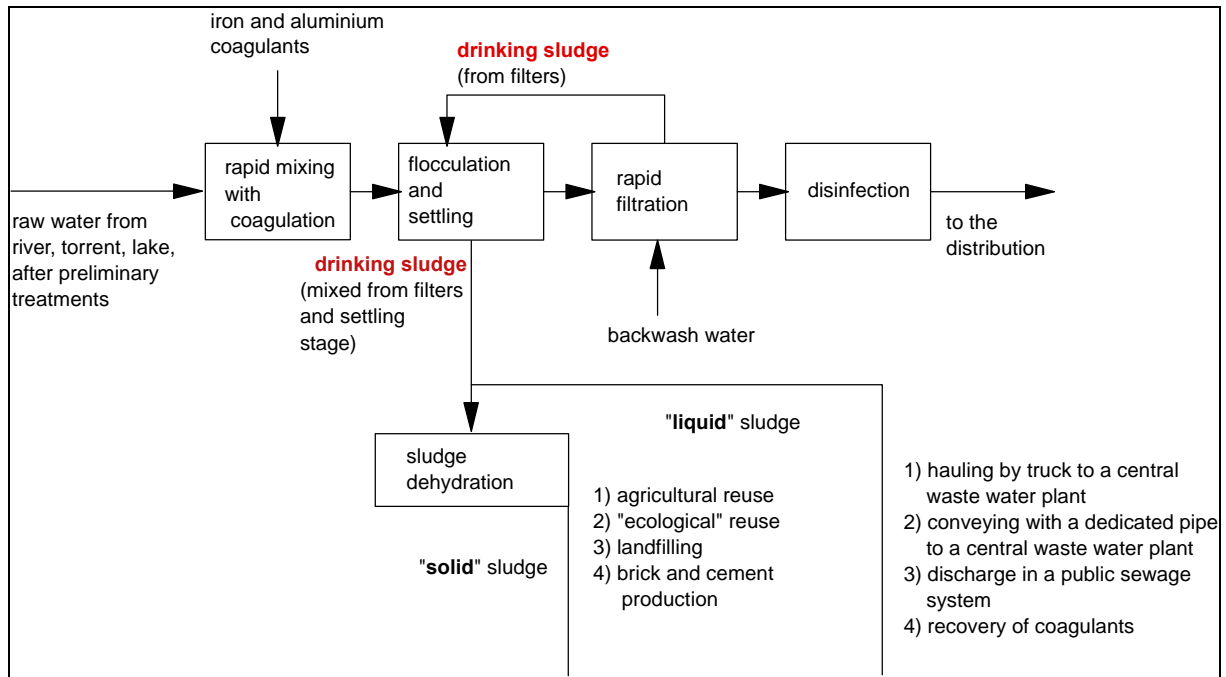 iron and aluminium
coagulants
drinking sludge
(from filters)
rapid mixing
with
coagulation
flocculation
and
settling
rapid
filtration
disinfection
raw water from
river, torrent, lake,
after preliminary
treatments
to the
distribution
drinking sludge
(mixed from filters
and settling
stage)
backwash water
"liquid" sludge
sludge
dehydration
"solid" sludge
1) agricultural reuse
2) "ecological" reuse
3) landfilling
4) brick and cement
production
1) hauling by truck to a central
waste water plant
2) conveying with a dedicated pipe
to a central waste water plant
3) discharge in a public sewage
system
4) recovery of coagulants